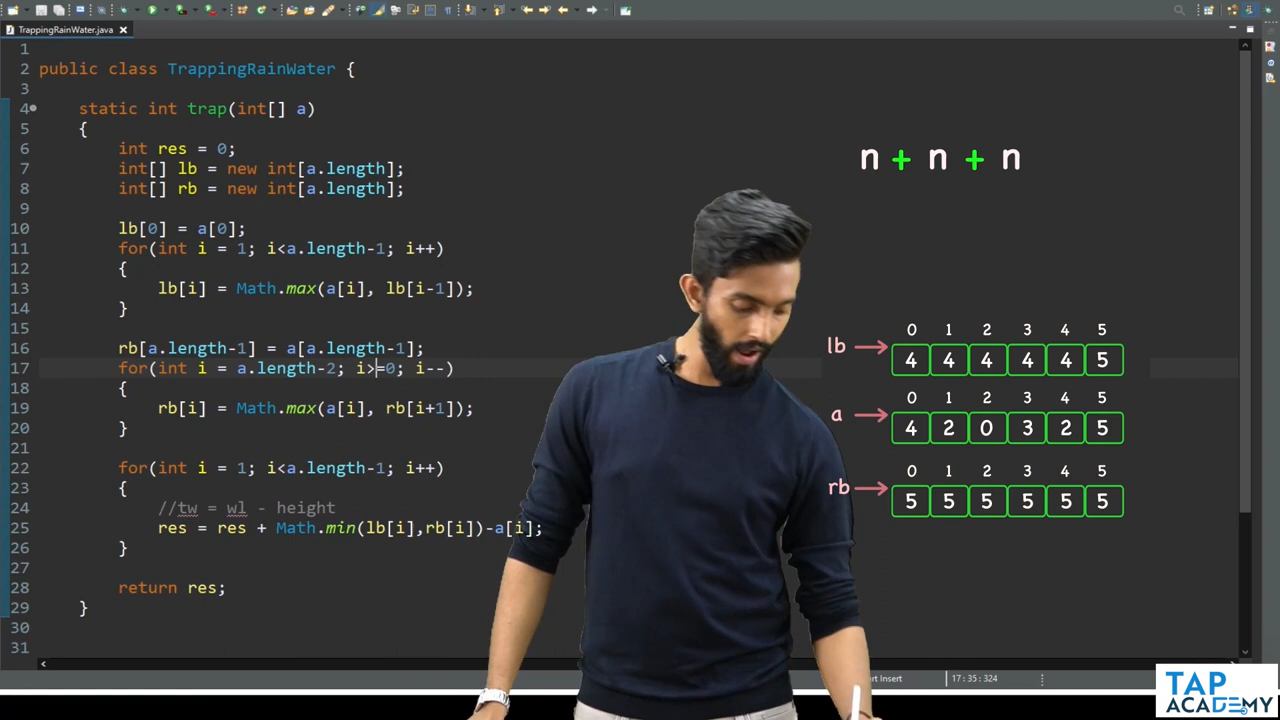 TrappingRainWater.java
1
2 public class TrappingRainWater {
3
4 static int trap(int[] a)
5 {
6 int res = 0;
7 int[] lb = new int[a.length];
8 int[] rb = new int[a.length];
9
10 lb[0] = a[0];
11 for(int i = 1; i<a.length-1; i++)
12 {
13 lb[i] = Math.max(a[i], lb[i-1]);
14 }
15
16 rb[a.length-1] = a[a.length-1];
17 for(int i = a.length-2; i>=0; i--)
18 {
19 rb[i] = Math.max(a[i], rb[i+1]);
20 }
21
22 for(int i = 1; i<a.length-1; i++)
23 {
24 //tw = wl - height
25 res = res + Math.min(lb[i],rb[i])-a[i];
26 }
27
28 return res;
29 }
30
31
n + n + n
0 1 2 3 4 5
lb 4 4 4 4 4 5
0 1 2 3 4 5
a 4 2 0 3 2 5
0 1 2 3 4 5
rb 5 5 5 5 5 5
Insert 17:35:324
TAP
ACADEMY